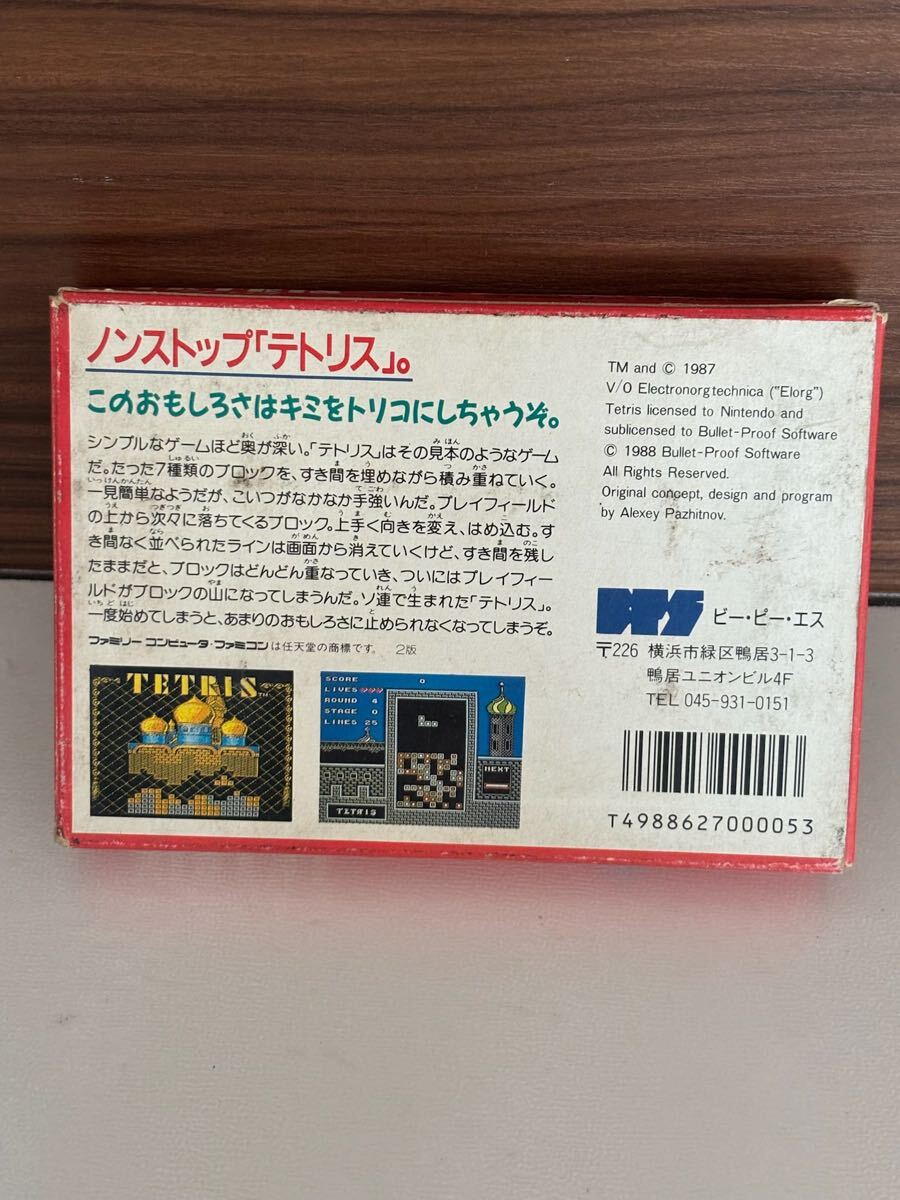 ノンストップ「テトリス」。
このおもしろさはキミをトリコにしちゃうぞ。
シンプルなゲームほど奥が深い。「テトリス」はその見本のようなゲーム
だ。たった7種類のブロックを、すき間を埋めながら積み重ねていく。
一見簡単なようだが、こいつがなかなか手強いんだ。プレイフィールド
の上から次々に落ちてくるブロック。上手く向きを変え、はめ込む。す
き間なく並べられたラインは画面から消えていくけど、すき間を残し
たままだと、ブロックはどんどん重なっていき、ついにはプレイフィー
ルドがブロックの山になってしまうんだ。ソ連で生まれた「テトリス」。
一度始めてしまうと、あまりのおもしろさに止められなくなってしまうぞ。
ファミリー コンピュータ・ファミコンは任天堂の商標です。 2版
TETRIS™
SCORE 0
LIVES
ROUND 4
STAGE 0
LINES 25
NEXT
TETRIS
TM and © 1987
V/O Electronorgtechnica ("Elorg")
Tetris licensed to Nintendo and
sublicensed to Bullet-Proof Software
© 1988 Bullet-Proof Software
All Rights Reserved.
Original concept, design and program
by Alexey Pazhitnov.
BPS ビー・ピー・エス
〒226 横浜市緑区鴨居3-1-3
鴨居ユニオンビル4F
TEL 045-931-0151
T4988627000053